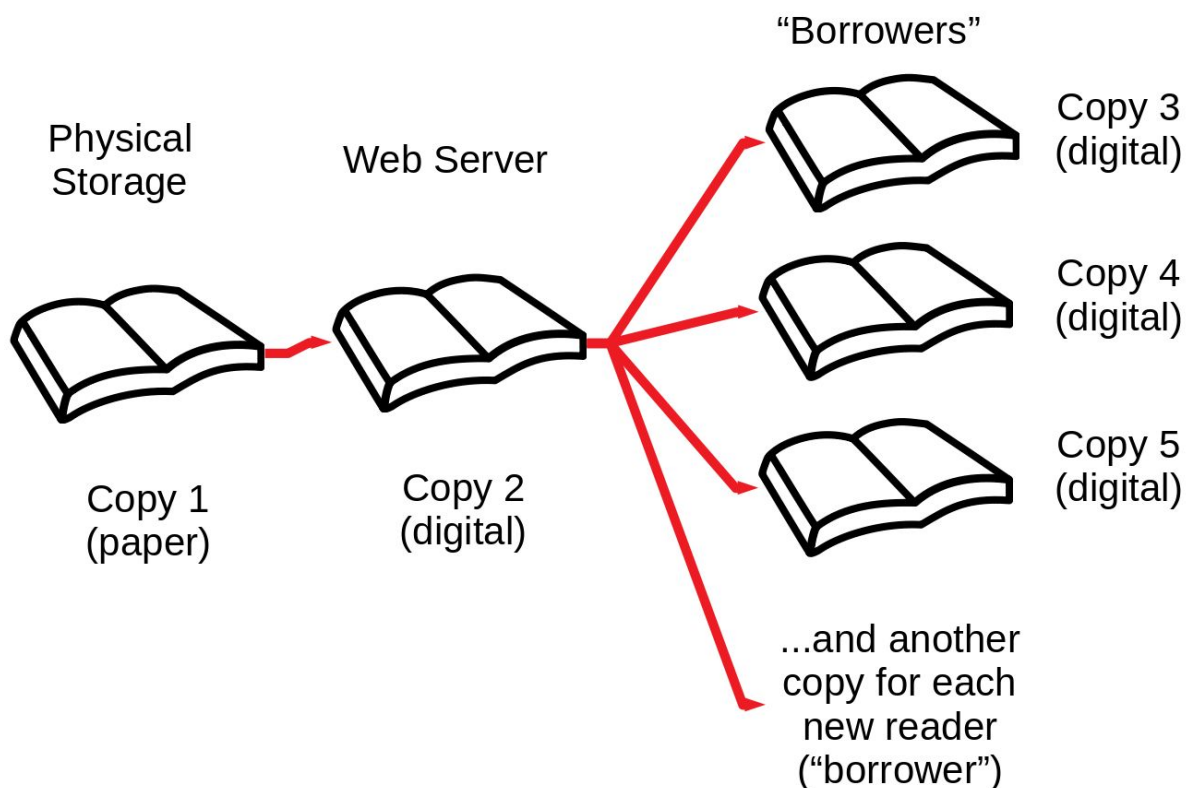 Physical
Storage
Copy 1
(paper)
Web Server
Copy 2
(digital)
“Borrowers”
Copy 3
(digital)
Copy 4
(digital)
Copy 5
(digital)
...and another
copy for each
new reader
(“borrower”)